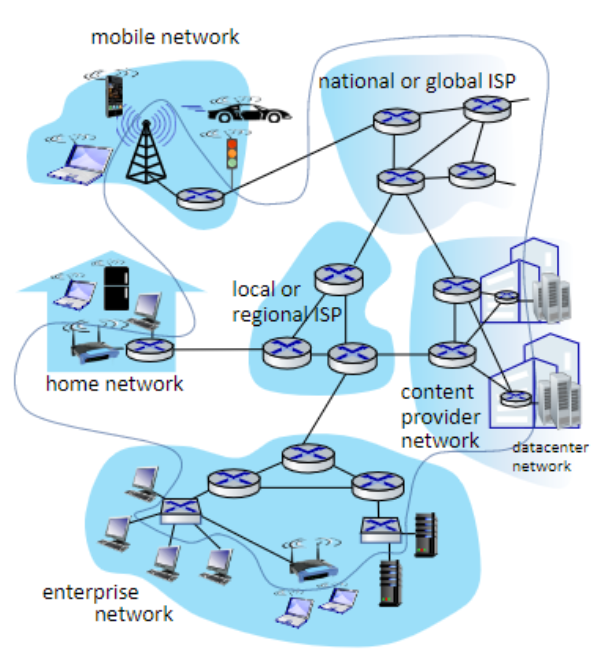 mobile network
national or global ISP
local or
regional ISP
home network
content
provider
network
datacenter
network
enterprise
network